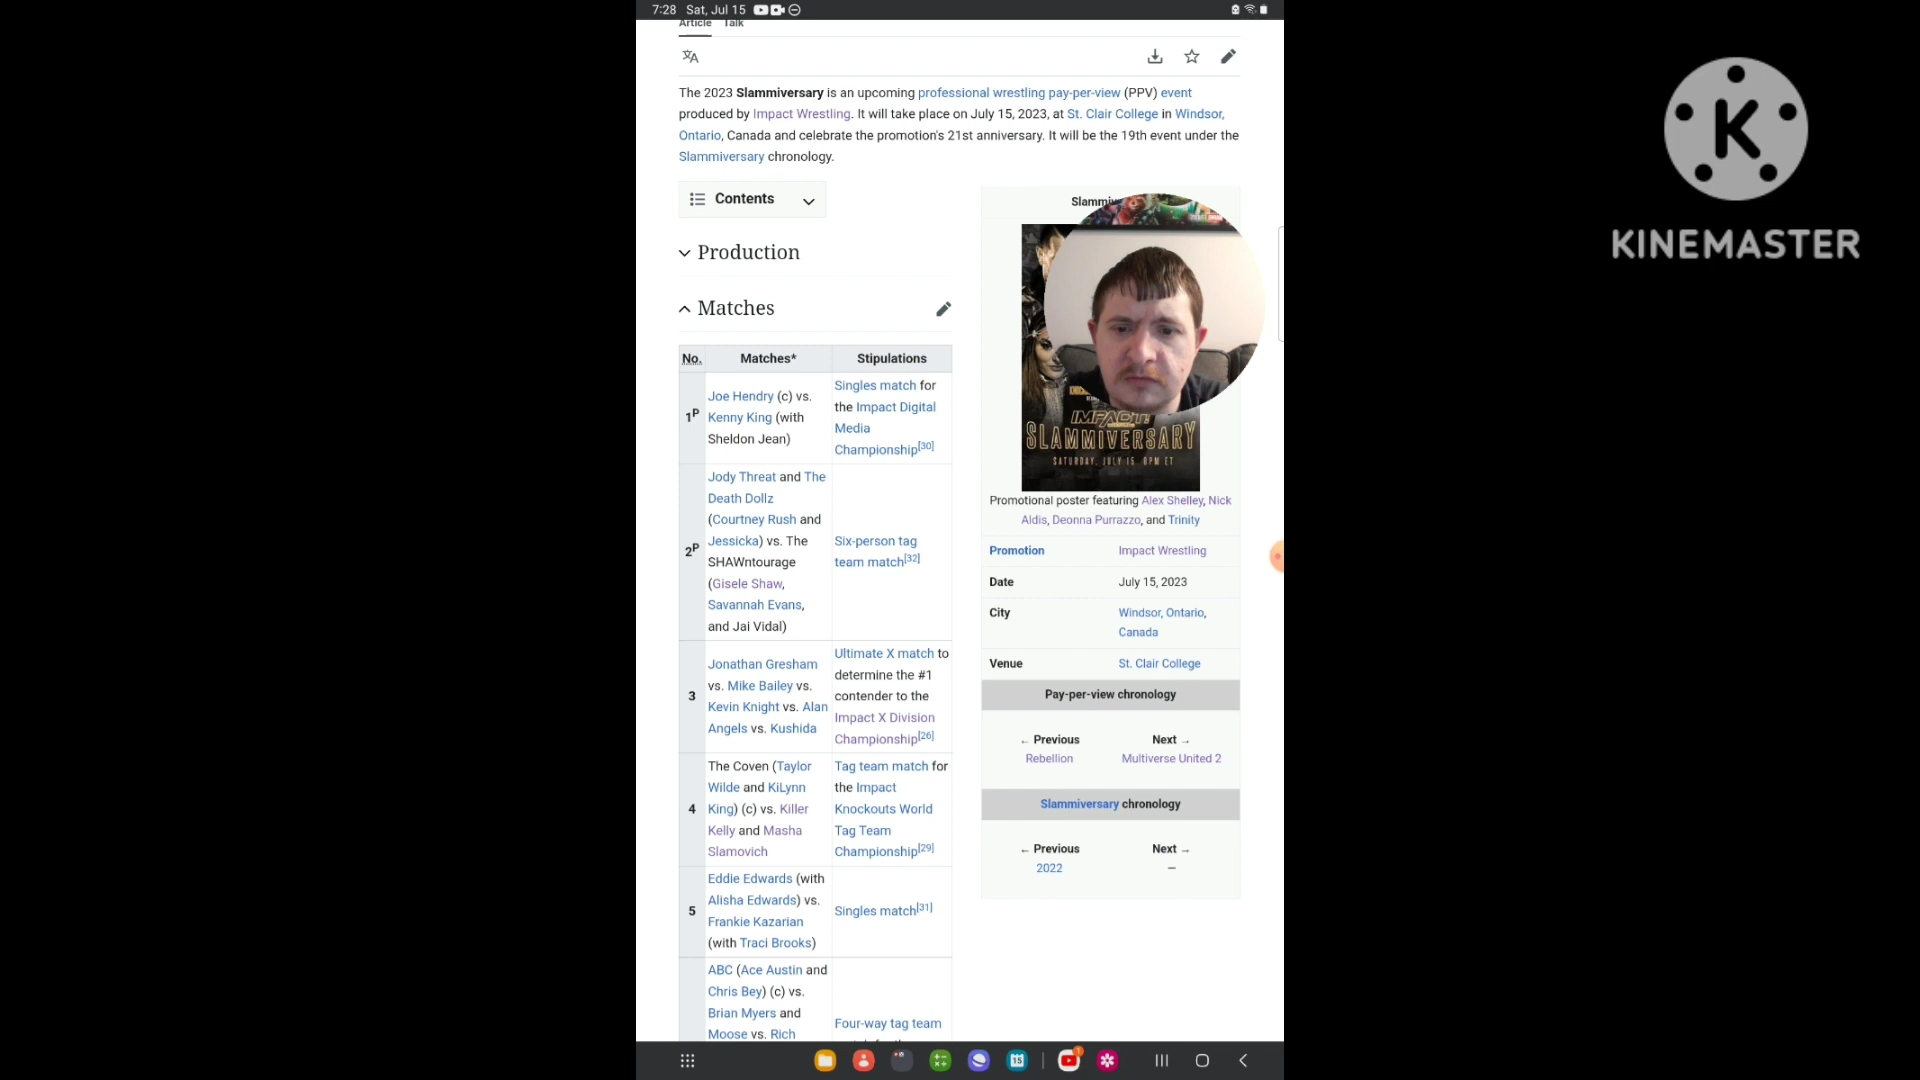 7:28 Sat, Jul 15
Article Talk
The 2023 Slammiversary is an upcoming professional wrestling pay-per-view (PPV) event
produced by Impact Wrestling. It will take place on July 15, 2023, at St. Clair College in Windsor,
Ontario, Canada and celebrate the promotion's 21st anniversary. It will be the 19th event under the
Slammiversary chronology.
Contents
Production
Matches
No. Matches* Stipulations
1P
Joe Hendry (c) vs.
Kenny King (with
Sheldon Jean)
Singles match for
the Impact Digital
Media
Championship[30]
2P
Jody Threat and The
Death Dollz
(Courtney Rush and
Jessicka) vs. The
SHAWntourage
(Gisele Shaw,
Savannah Evans,
and Jai Vidal)
Six-person tag
team match[32]
3
Jonathan Gresham
vs. Mike Bailey vs.
Kevin Knight vs. Alan
Angels vs. Kushida
Ultimate X match to
determine the #1
contender to the
Impact X Division
Championship[26]
4
The Coven (Taylor
Wilde and KiLynn
King) (c) vs. Killer
Kelly and Masha
Slamovich
Tag team match for
the Impact
Knockouts World
Tag Team
Championship[29]
5
Eddie Edwards (with
Alisha Edwards) vs.
Frankie Kazarian
(with Traci Brooks)
Singles match[31]
ABC (Ace Austin and
Chris Bey) (c) vs.
Brian Myers and
Moose vs. Rich
Four-way tag team
IMPACT!
SLAMMIVERSARY
SATURDAY, JULY 15 8PM ET
Promotional poster featuring Alex Shelley, Nick
Aldis, Deonna Purrazzo, and Trinity
Promotion Impact Wrestling
Date July 15, 2023
City Windsor, Ontario,
Canada
Venue St. Clair College
Pay-per-view chronology
← Previous Next →
Rebellion Multiverse United 2
Slammiversary chronology
← Previous Next →
2022 —
15
1
K
KINEMASTER